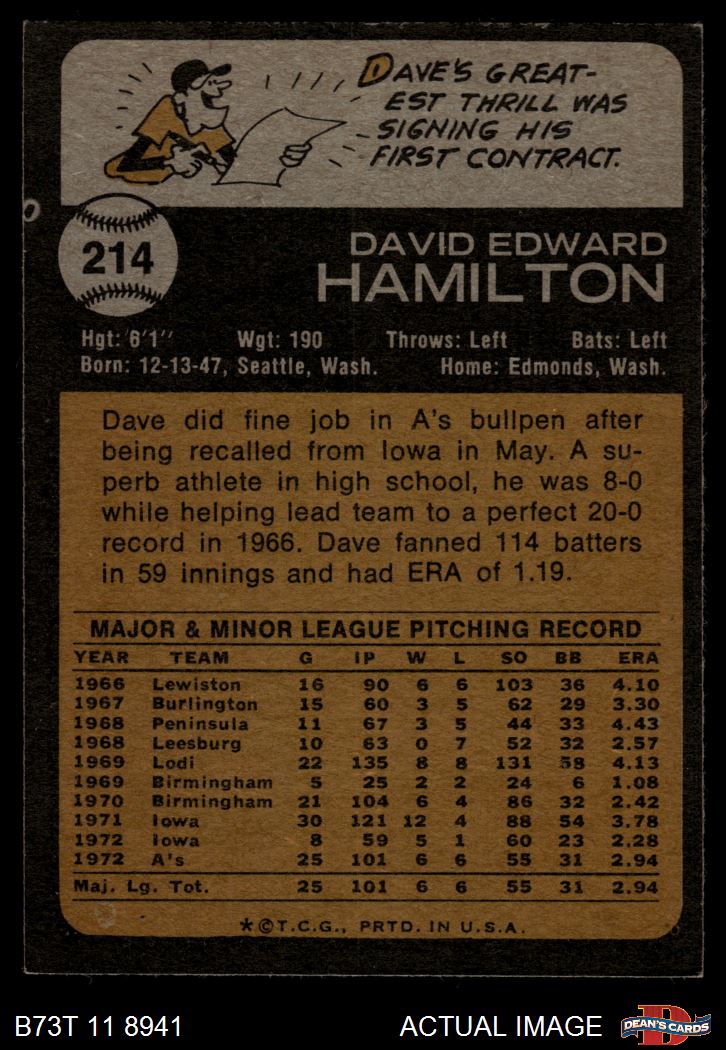 DAVE'S GREAT-
EST THRILL WAS
SIGNING HIS
FIRST CONTRACT.
214
DAVID EDWARD
HAMILTON
Hgt: 6'1" Wgt: 190 Throws: Left Bats: Left
Born: 12-13-47, Seattle, Wash. Home: Edmonds, Wash.
Dave did fine job in A's bullpen after
being recalled from Iowa in May. A su-
perb athlete in high school, he was 8-0
while helping lead team to a perfect 20-0
record in 1966. Dave fanned 114 batters
in 59 innings and had ERA of 1.19.
MAJOR & MINOR LEAGUE PITCHING RECORD
YEAR TEAM G IP W L SO BB ERA
1966 Lewiston 16 90 6 6 103 36 4.10
1967 Burlington 15 60 3 5 62 29 3.30
1968 Peninsula 11 67 3 5 44 33 4.43
1968 Leesburg 10 63 0 7 52 32 2.57
1969 Lodi 22 135 8 8 131 58 4.13
1969 Birmingham 5 25 2 2 24 6 1.08
1970 Birmingham 21 104 6 4 86 32 2.42
1971 Iowa 30 121 12 4 88 54 3.78
1972 Iowa 8 59 5 1 60 23 2.28
1972 A's 25 101 6 6 55 31 2.94
Maj. Lg. Tot. 25 101 6 6 55 31 2.94
*©T.C.G., PRTD. IN U.S.A.
B73T 11 8941 ACTUAL IMAGE D DEAN'S CARDS